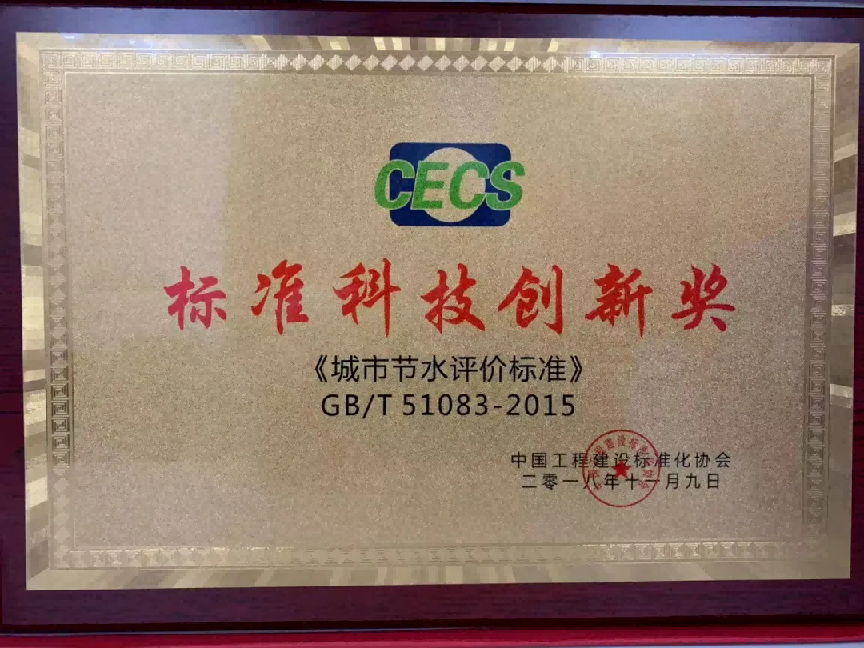 CECS
标准科技创新奖
《城市节水评价标准》
GB/T 51083-2015
中国工程建设标准化协会
二零一八年十一月九日